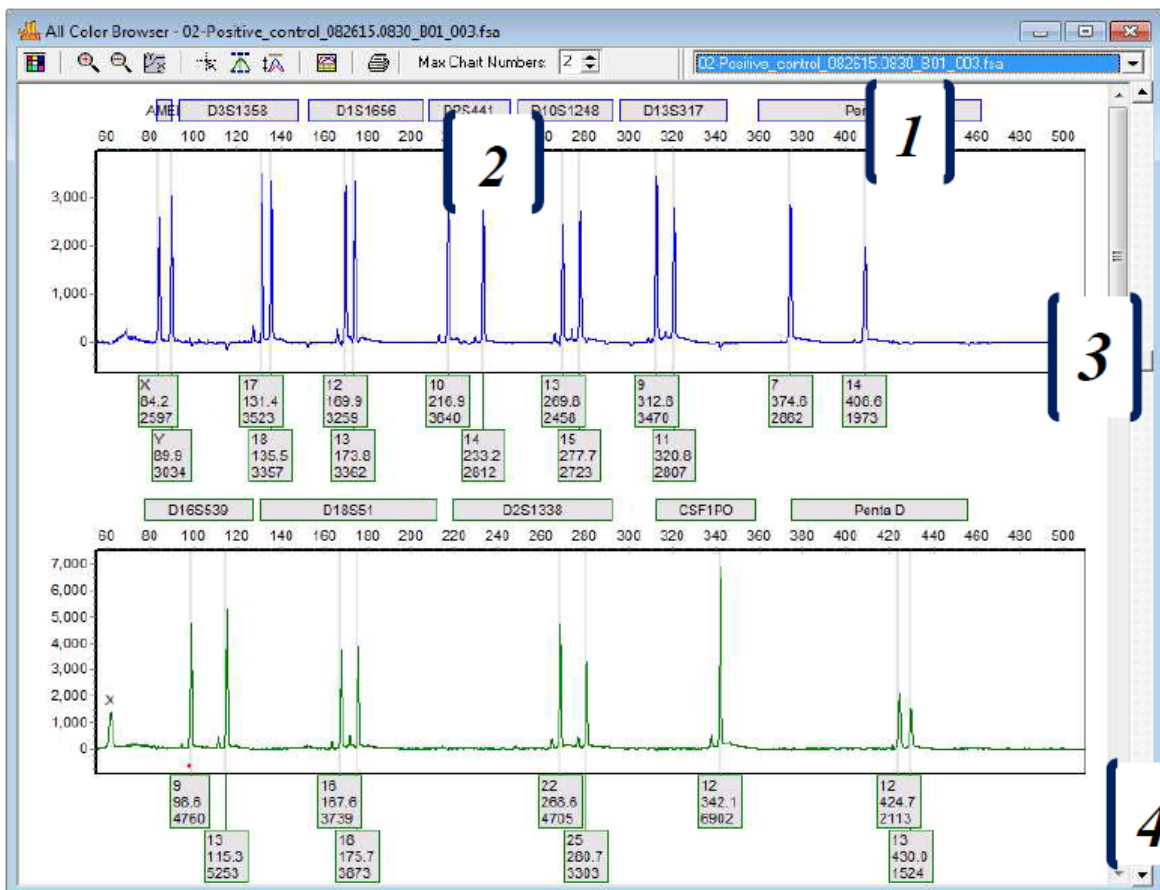 All Color Browser - 02-Positive_control_082615.0830_B01_003.fsa
Max Chart Numbers: 2 02-Positive_control_082615.0830_B01_003.fsa
D3S1358 D1S1656 D2S441 D10S1248 D13S317 Pen
60 80 100 120 140 160 180 200 280 300 320 340 360 380 400 420 460 480 500
1
2
3,000
2,000
1,000
0
3
X 17 12 10 13 9 7 14
84.2 131.4 169.9 216.9 269.8 312.8 374.6 408.6
2597 3523 3259 3640 2458 3470 2862 1973
Y 18 13 14 15 11
89.9 135.5 173.8 233.2 277.7 320.8
3034 3357 3362 2812 2723 2807
D16S539 D18S51 D2S1338 CSF1PO Penta D
60 80 100 120 140 160 180 200 220 240 260 280 300 320 340 360 380 400 420 440 460 480 500
7,000
6,000
5,000
4,000
3,000
2,000
1,000
0
X
9 16 22 12 12
98.6 167.6 268.6 342.1 424.7
4760 3739 4705 6902 2113
13 18 25 13
115.3 175.7 280.7 430.0
5253 3873 3303 1524
4